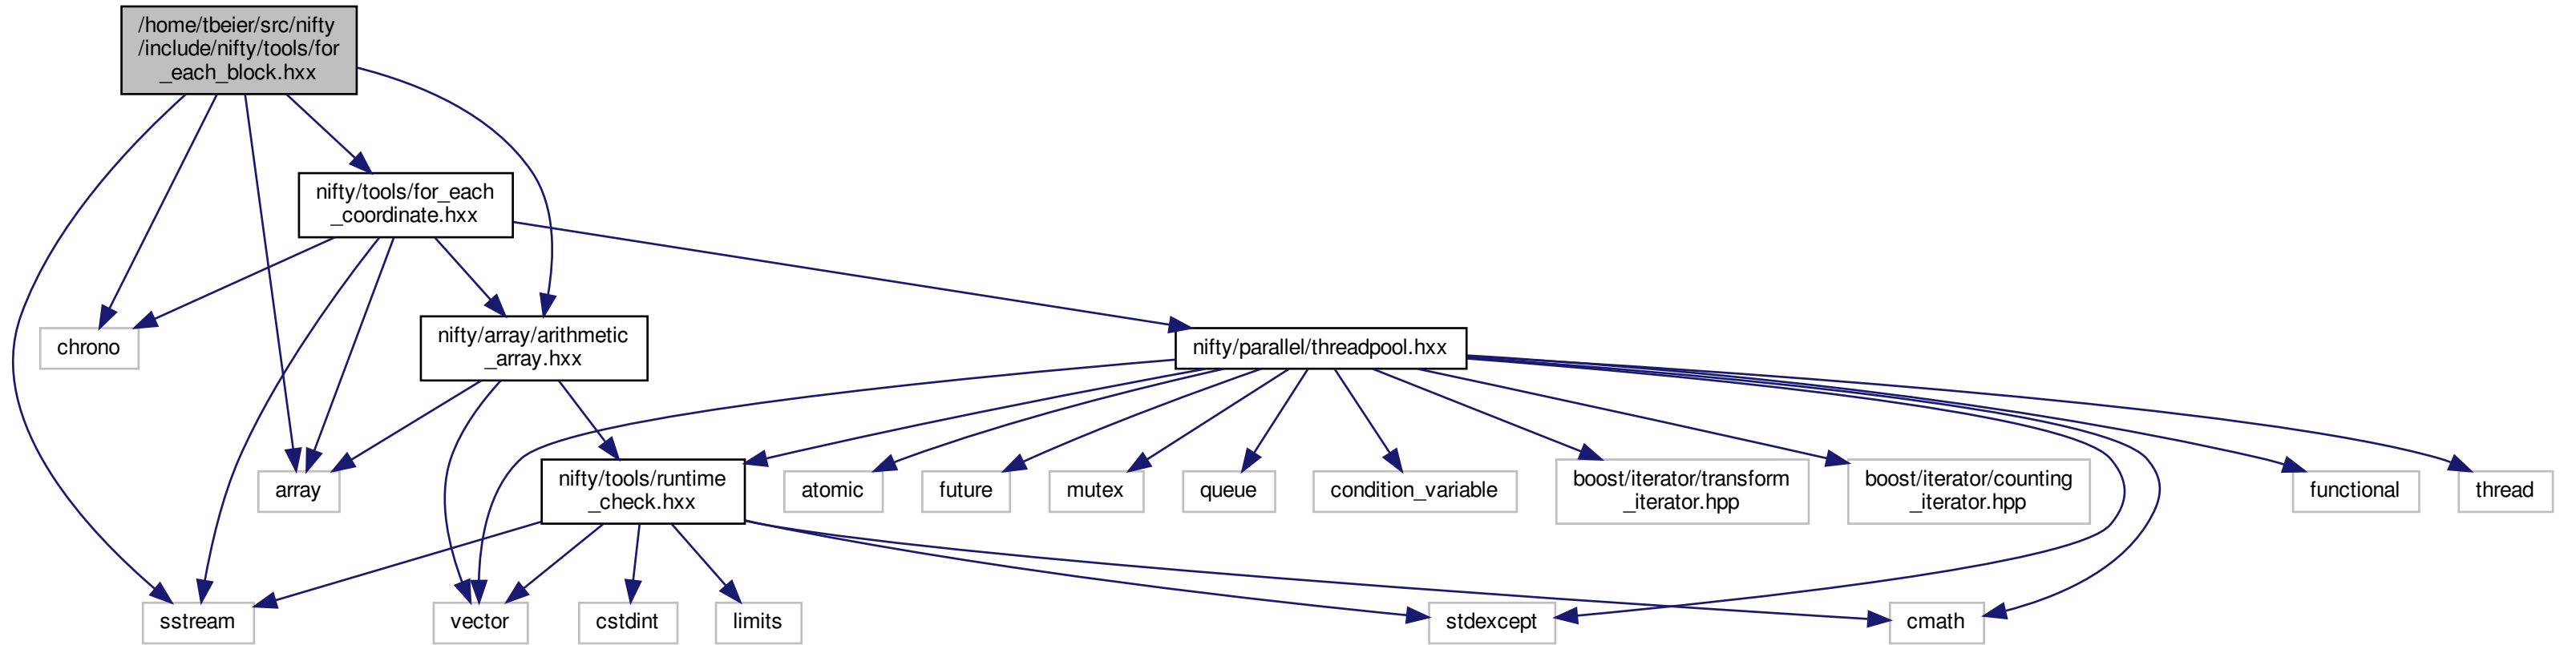 /home/tbeier/src/nifty
/include/nifty/tools/for
_each_block.hxx
nifty/tools/for_each
_coordinate.hxx
chrono
nifty/array/arithmetic
_array.hxx
nifty/parallel/threadpool.hxx
array
nifty/tools/runtime
_check.hxx
atomic
future
mutex
queue
condition_variable
boost/iterator/transform
_iterator.hpp
boost/iterator/counting
_iterator.hpp
functional
thread
sstream
vector
cstdint
limits
stdexcept
cmath